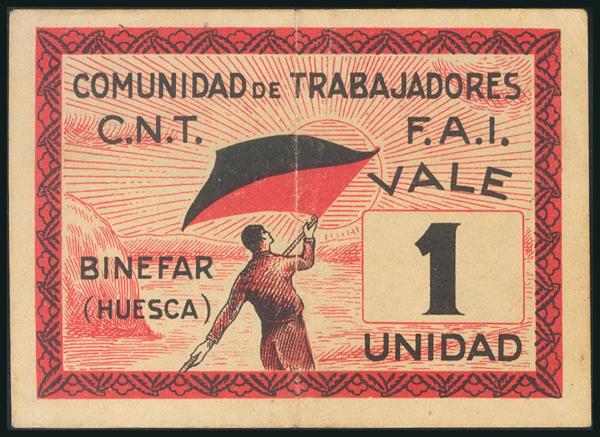 COMUNIDAD DE TRABAJADORES
C.N.T. F.A.I.
VALE
1
UNIDAD
BINEFAR
(HUESCA)